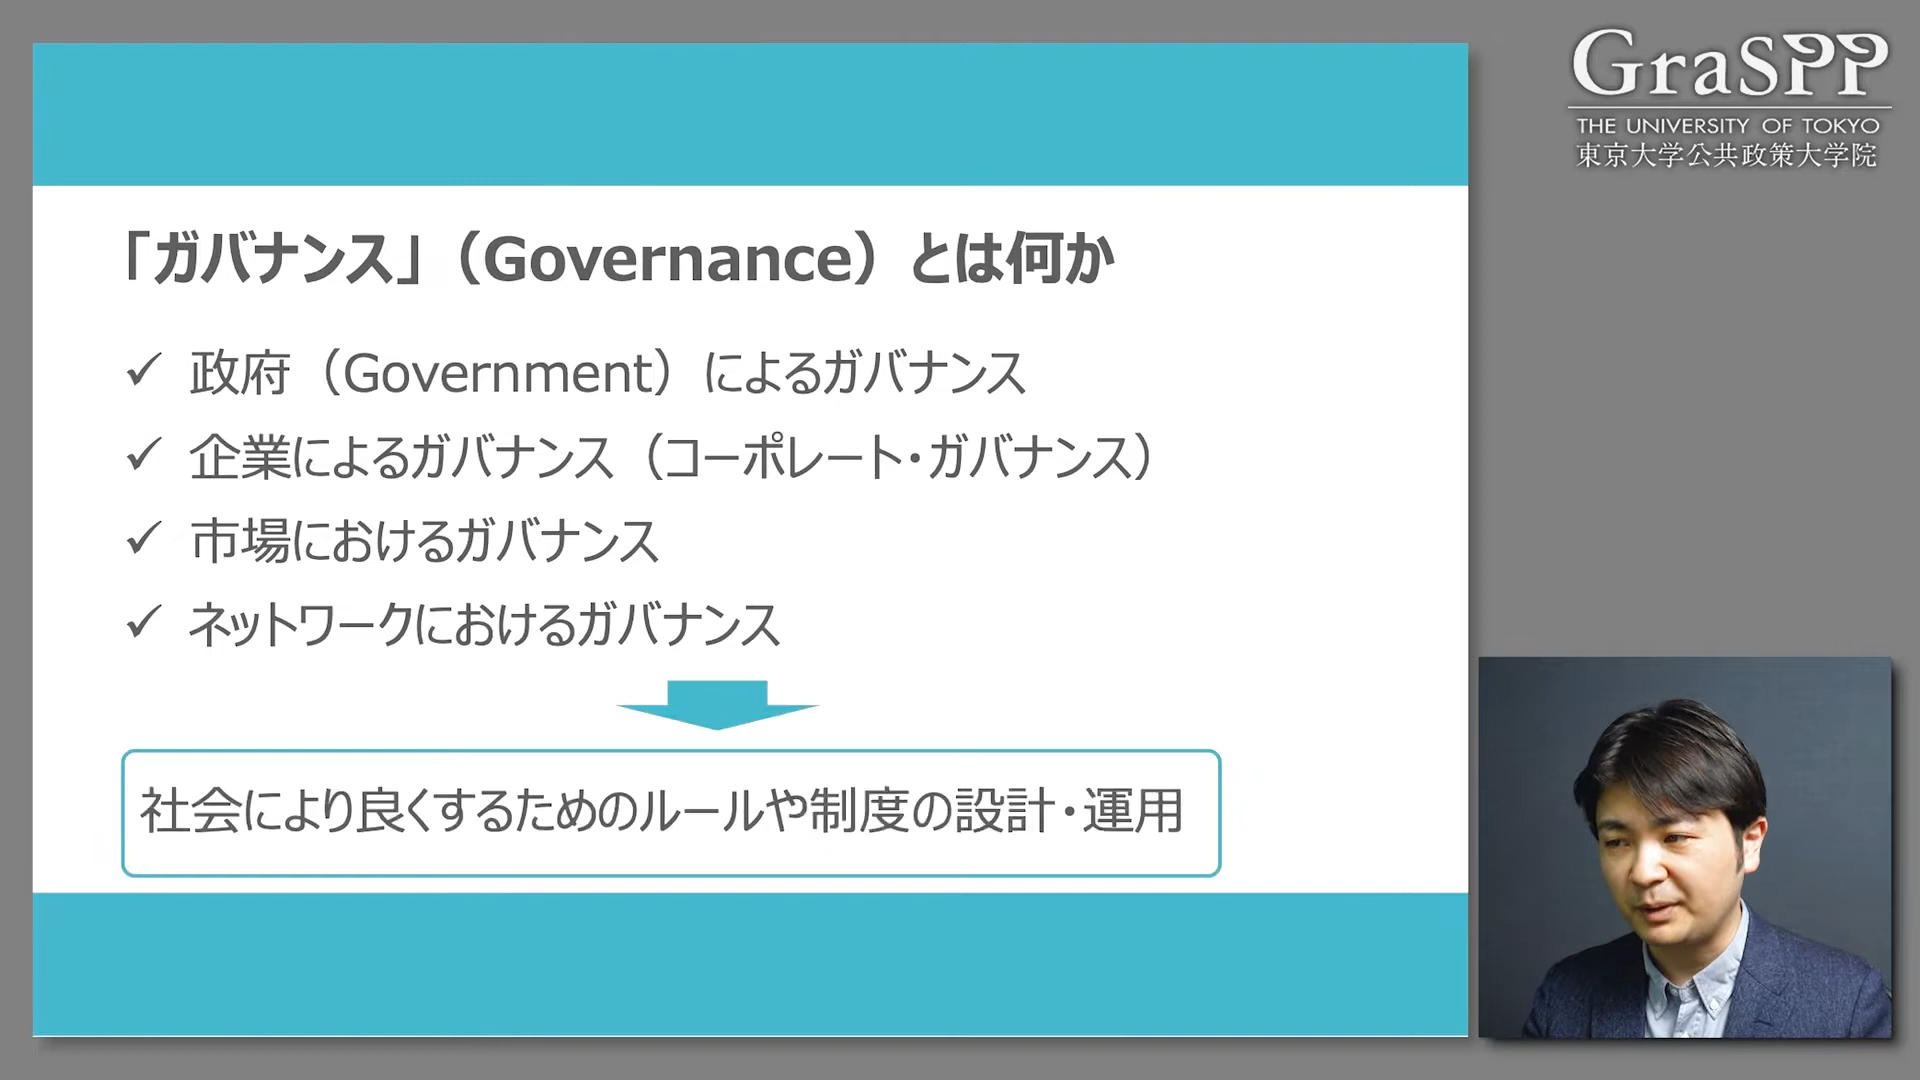 GraSPP
THE UNIVERSITY OF TOKYO
東京大学公共政策大学院
「ガバナンス」（Governance）とは何か
✓ 政府（Government）によるガバナンス
✓ 企業によるガバナンス（コーポレート・ガバナンス）
✓ 市場におけるガバナンス
✓ ネットワークにおけるガバナンス
社会により良くするためのルールや制度の設計・運用